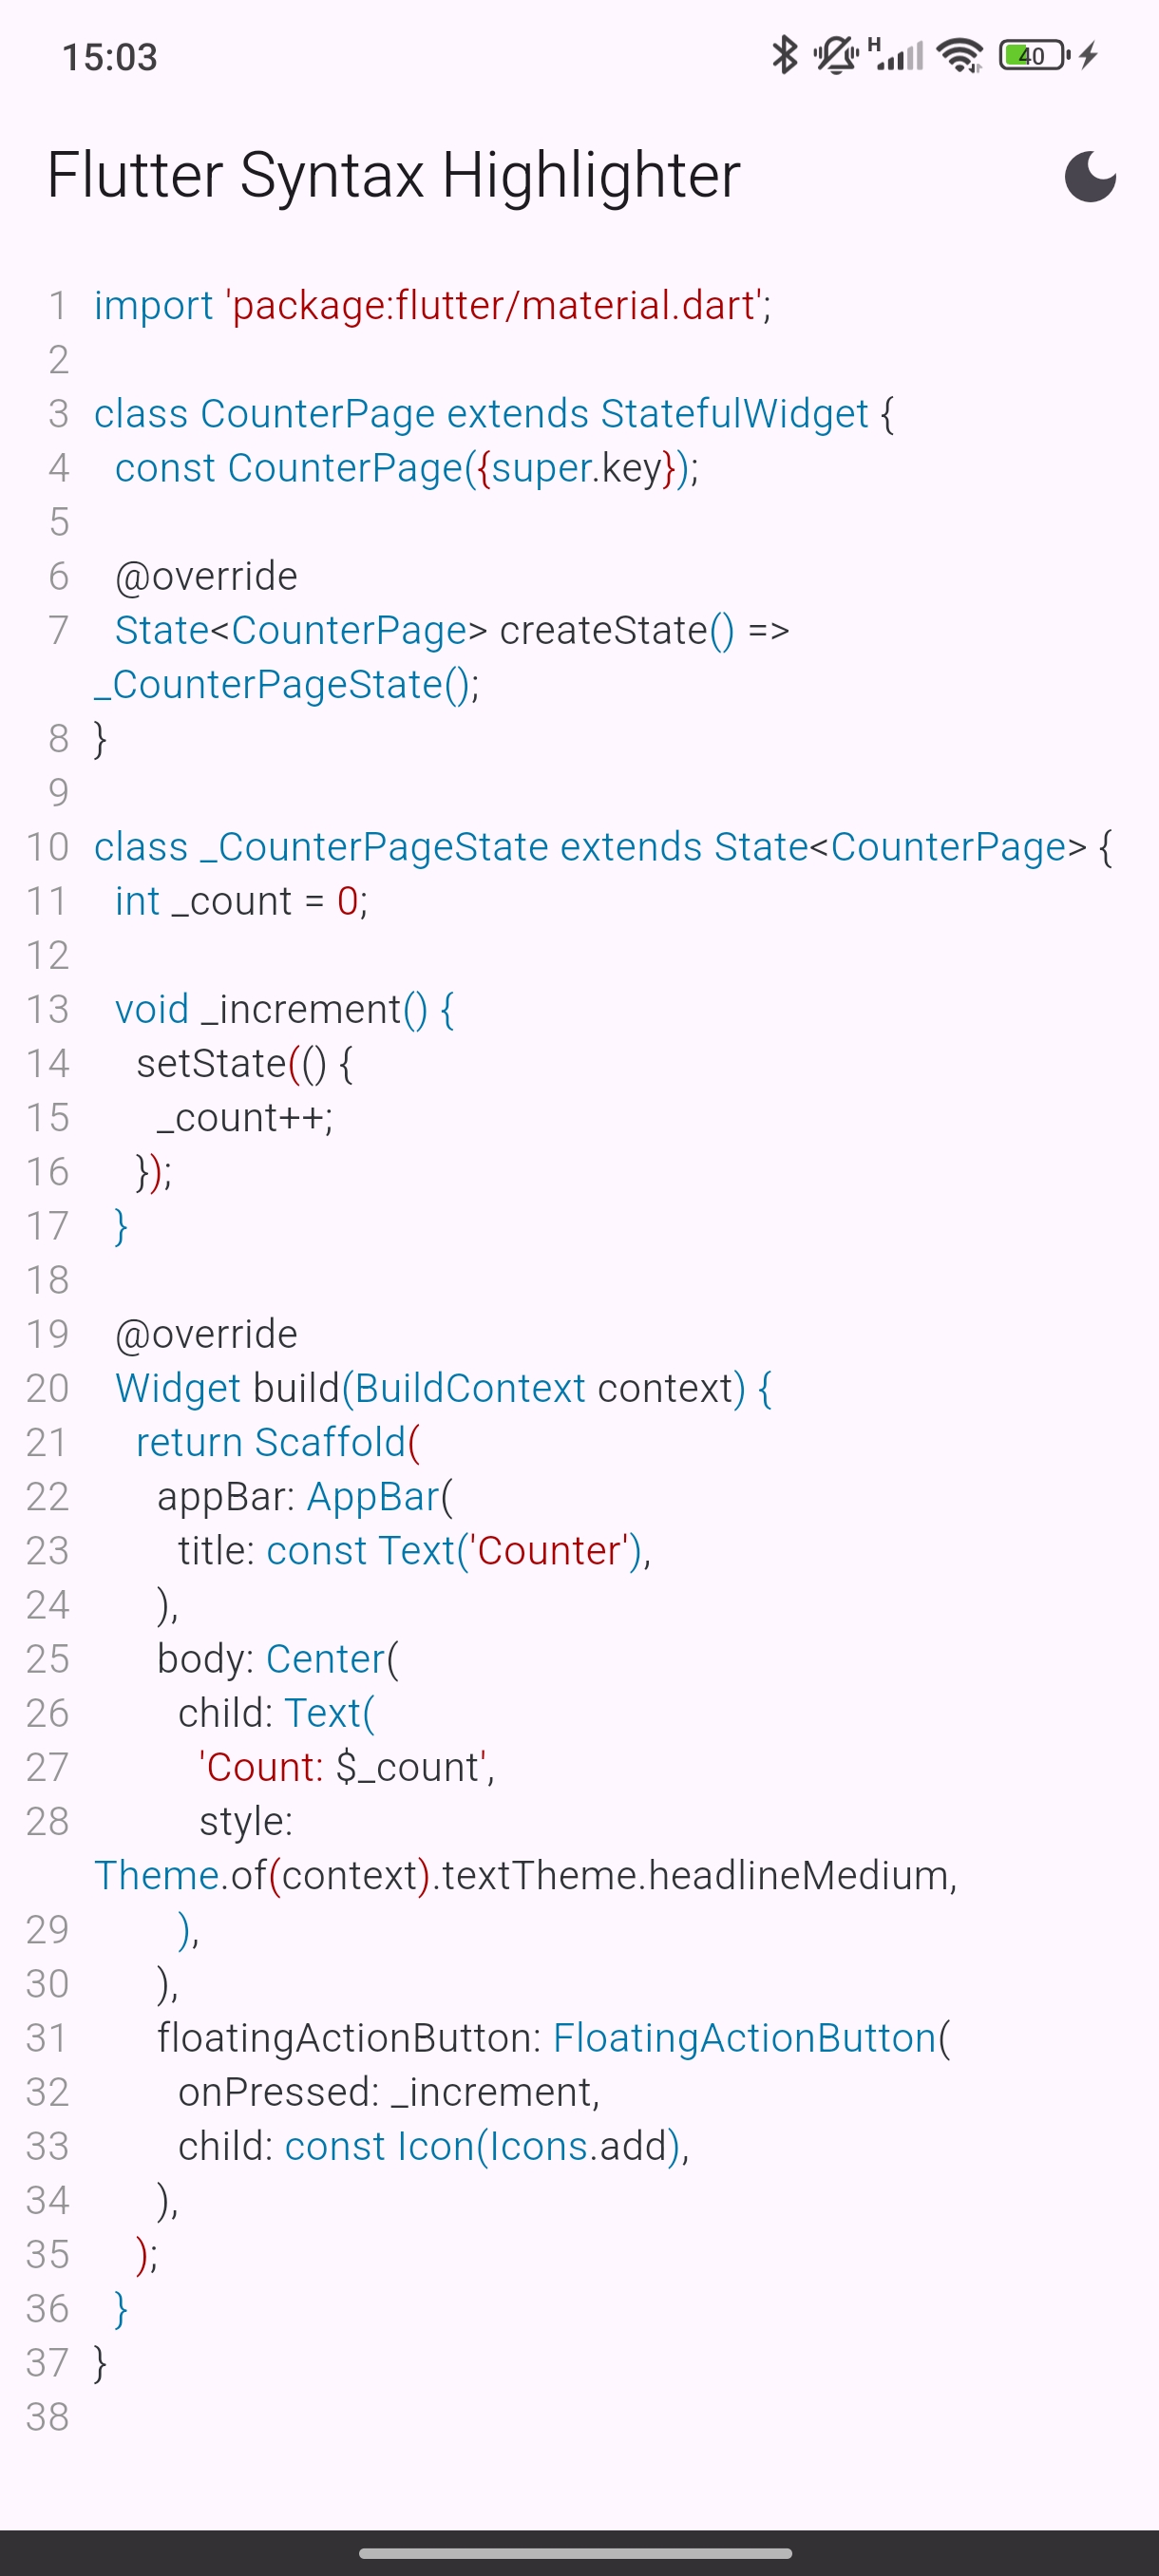 15:03
H
40
Flutter Syntax Highlighter
1 import 'package:flutter/material.dart';
2
3 class CounterPage extends StatefulWidget {
4   const CounterPage({super.key});
5
6   @override
7   State<CounterPage> createState() =>
_CounterPageState();
8 }
9
10 class _CounterPageState extends State<CounterPage> {
11   int _count = 0;
12
13   void _increment() {
14     setState(() {
15       _count++;
16     });
17   }
18
19   @override
20   Widget build(BuildContext context) {
21     return Scaffold(
22       appBar: AppBar(
23         title: const Text('Counter'),
24       ),
25       body: Center(
26         child: Text(
27           'Count: $_count',
28           style:
Theme.of(context).textTheme.headlineMedium,
29         ),
30       ),
31       floatingActionButton: FloatingActionButton(
32         onPressed: _increment,
33         child: const Icon(Icons.add),
34       ),
35     );
36   }
37 }
38